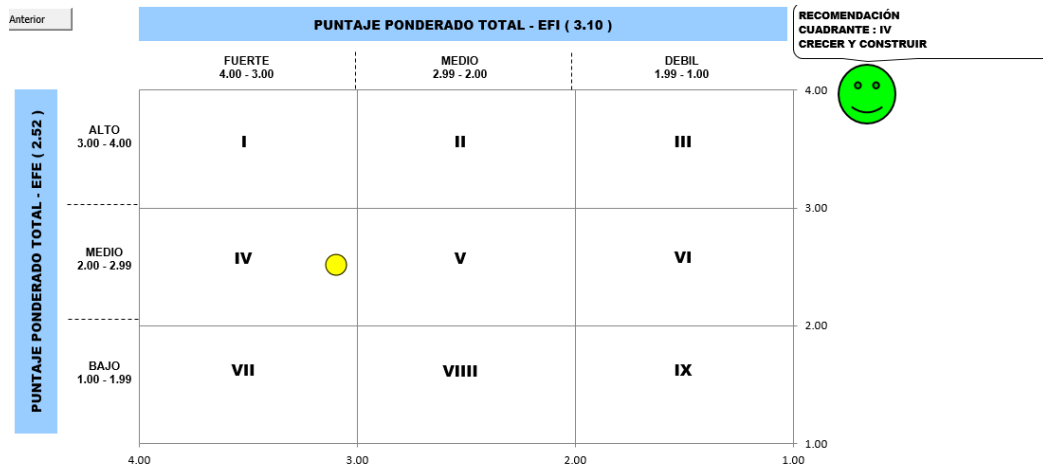 Anterior
PUNTAJE PONDERADO TOTAL - EFI ( 3.10 )
RECOMENDACIÓN
CUADRANTE : IV
CRECER Y CONSTRUIR
FUERTE
4.00 - 3.00
MEDIO
2.99 - 2.00
DEBIL
1.99 - 1.00
PUNTAJE PONDERADO TOTAL - EFE ( 2.52 )
4.00
ALTO
3.00 - 4.00
I
II
III
3.00
MEDIO
2.00 - 2.99
IV
V
VI
2.00
BAJO
1.00 - 1.99
VII
VIIII
IX
1.00
4.00
3.00
2.00
1.00